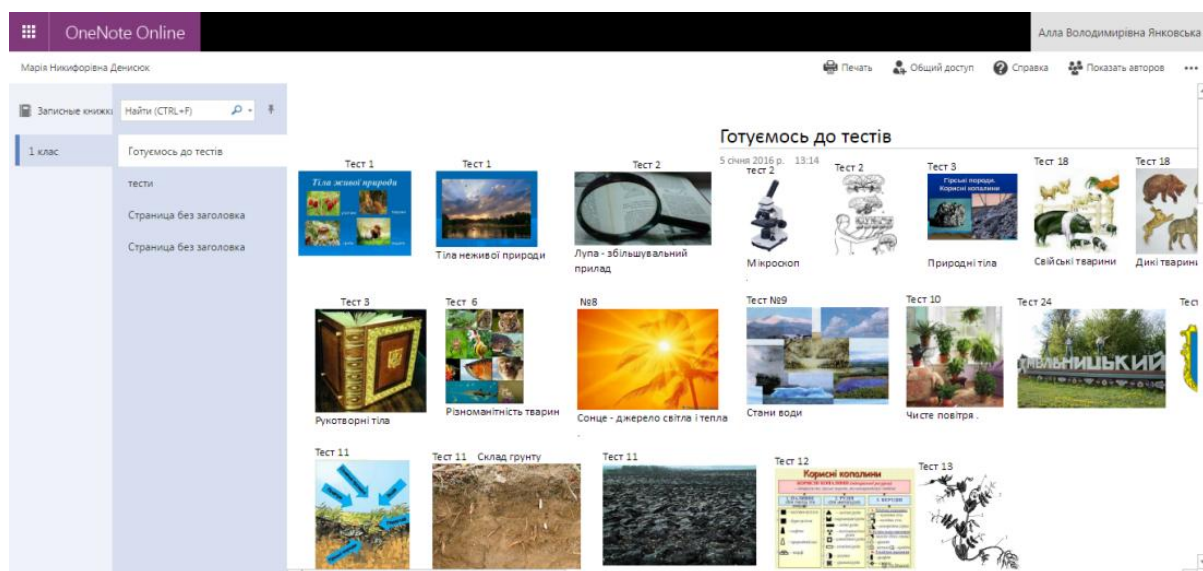 OneNote Online
Алла Володимирівна Янковська
Марія Никифорівна Денисюк
Печать
Общий доступ
Справка
Показать авторов
Записные книжки
Найти (CTRL+F)
1 клас
Готуємось до тестів
тести
Страница без заголовка
Страница без заголовка
Готуємось до тестів
5 січня 2016 р. 13:14
Тест 1
Тест 1
Тест 2
тест 2
Тест 2
Тест 3
Тест 18
Тест 18
Тіла живої природи
Гірські породи.
Корисні копалини
Тіла неживої природи
Лупа - збільшувальний
прилад
Мікроскоп
.
Природні тіла
Свійські тварини
Дикі тварини
Тест 3
Тест 6
№8
Тест №9
Тест 10
Тест 24
Тест
ХМЕЛЬНИЦЬКИЙ
Рукотворні тіла
Різноманітність тварин
Сонце - джерело світла і тепла
.
Стани води
Чисте повітря .
Тест 11
Тест 11 Склад грунту
Тест 11
Тест 12
Тест 13
Корисні копалини